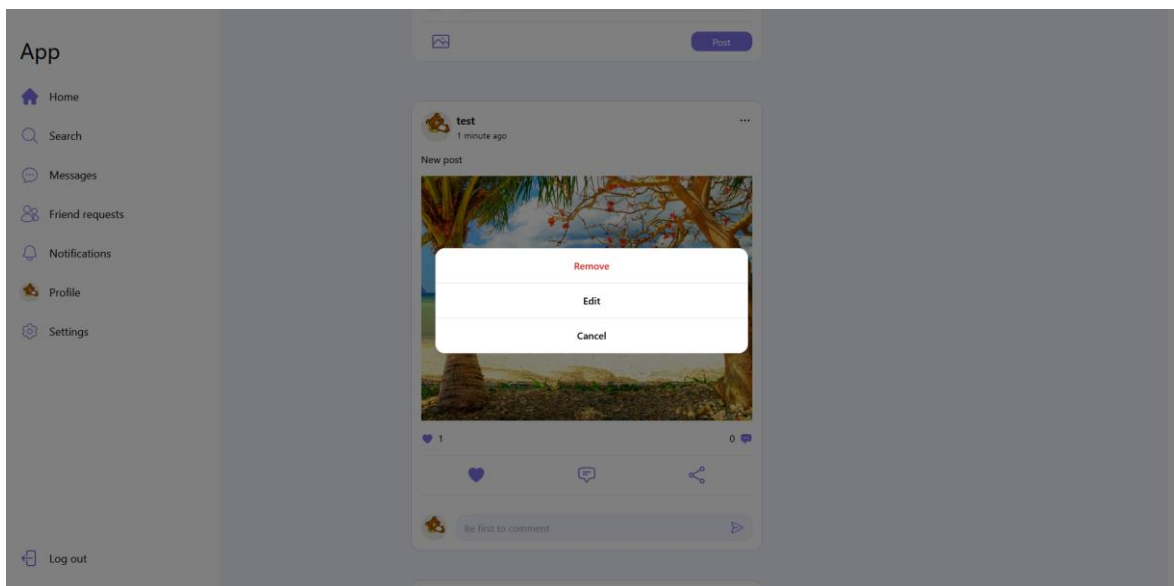 App
Home
Search
Messages
Friend requests
Notifications
Profile
Settings
Log out
Post
test
1 minute ago
New post
Remove
Edit
Cancel
1
0
Be first to comment